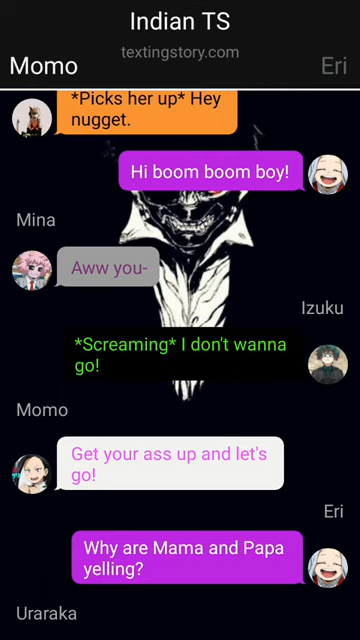 Indian TS
textingstory.com
Momo
Eri
*Picks her up* Hey
nugget.
Hi boom boom boy!
Mina
Aww you-
Izuku
*Screaming* I don't wanna
go!
Momo
Get your ass up and let's
go!
Eri
Why are Mama and Papa
yelling?
Uraraka